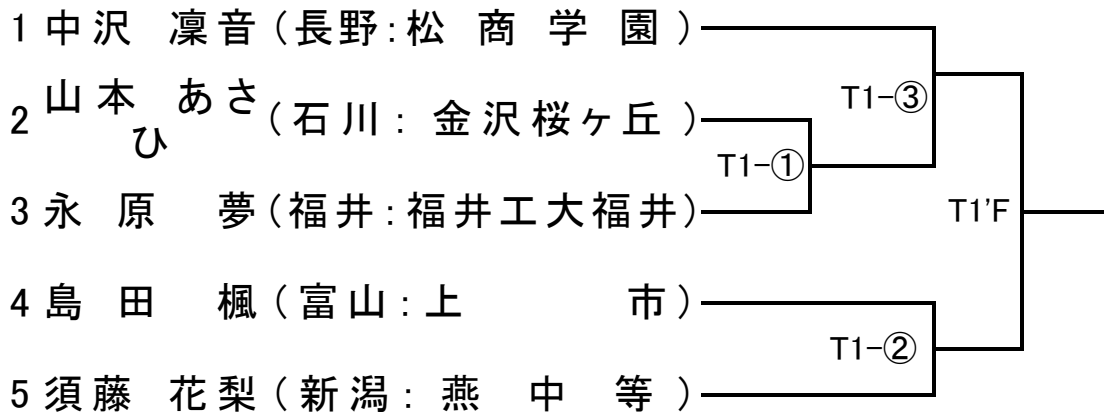 1 中沢 凜音 (長野:松商学園)
T1-③
2 山本 あさひ (石川:金沢桜ヶ丘)
T1-①
3 永原 夢 (福井:福井工大福井)
T1'F
4 島田 楓 (富山:上市)
T1-②
5 須藤 花梨 (新潟:燕中等)